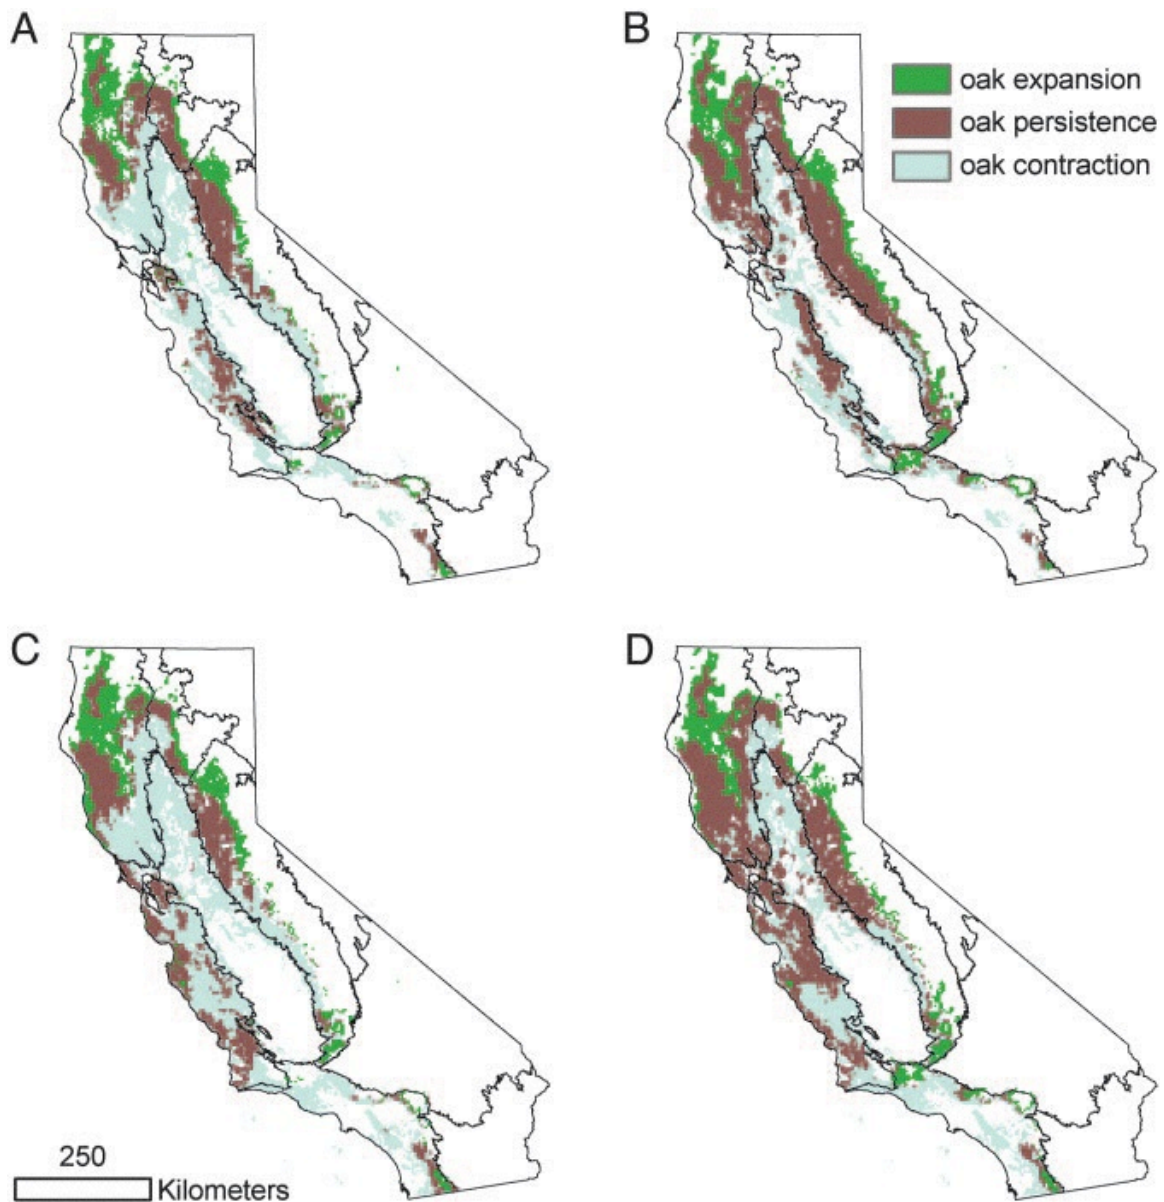 A
B
oak expansion
oak persistence
oak contraction
C
D
250
Kilometers